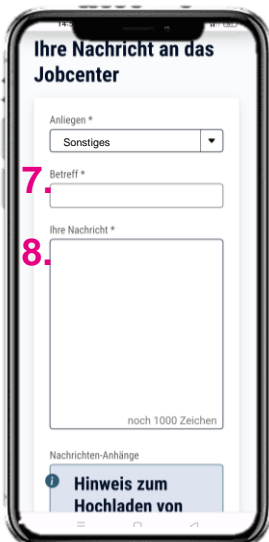 Ihre Nachricht an das
Jobcenter
Anliegen *
Sonstiges
7.
Betreff *
8.
Ihre Nachricht *
noch 1000 Zeichen
Nachrichten-Anhänge
Hinweis zum
Hochladen von